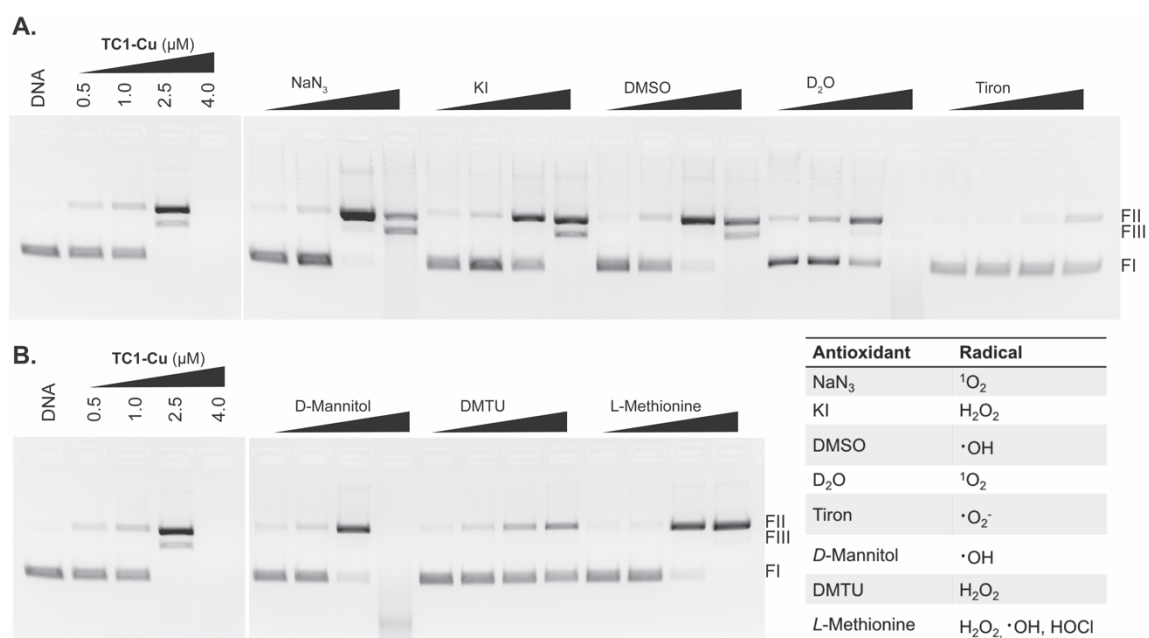 A.
TC1-Cu (µM)
DNA 0.5 1.0 2.5 4.0
NaN₃ KI DMSO D₂O Tiron
FII
FIII
FI
B.
TC1-Cu (µM)
DNA 0.5 1.0 2.5 4.0
D-Mannitol DMTU L-Methionine
FII
FIII
FI
Antioxidant Radical
NaN₃ ¹O₂
KI H₂O₂
DMSO •OH
D₂O ¹O₂
Tiron •O₂⁻
D-Mannitol •OH
DMTU H₂O₂
L-Methionine H₂O₂, •OH, HOCl